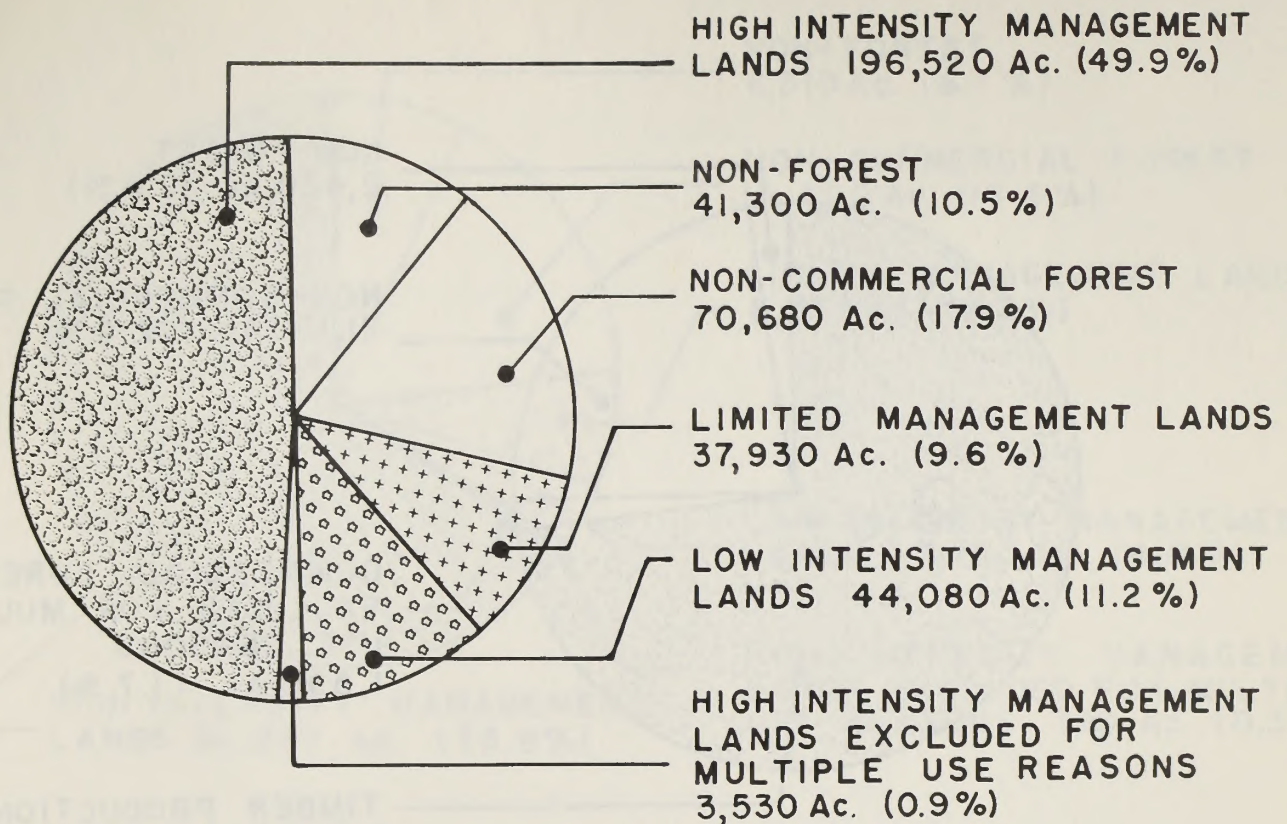 HIGH INTENSITY MANAGEMENT
LANDS 196,520 Ac. (49.9%)
NON-FOREST
41,300 Ac. (10.5%)
NON-COMMERCIAL FOREST
70,680 Ac. (17.9%)
LIMITED MANAGEMENT LANDS
37,930 Ac. (9.6%)
LOW INTENSITY MANAGEMENT
LANDS 44,080 Ac. (11.2%)
HIGH INTENSITY MANAGEMENT
LANDS EXCLUDED FOR
MULTIPLE USE REASONS
3,530 Ac. (0.9%)